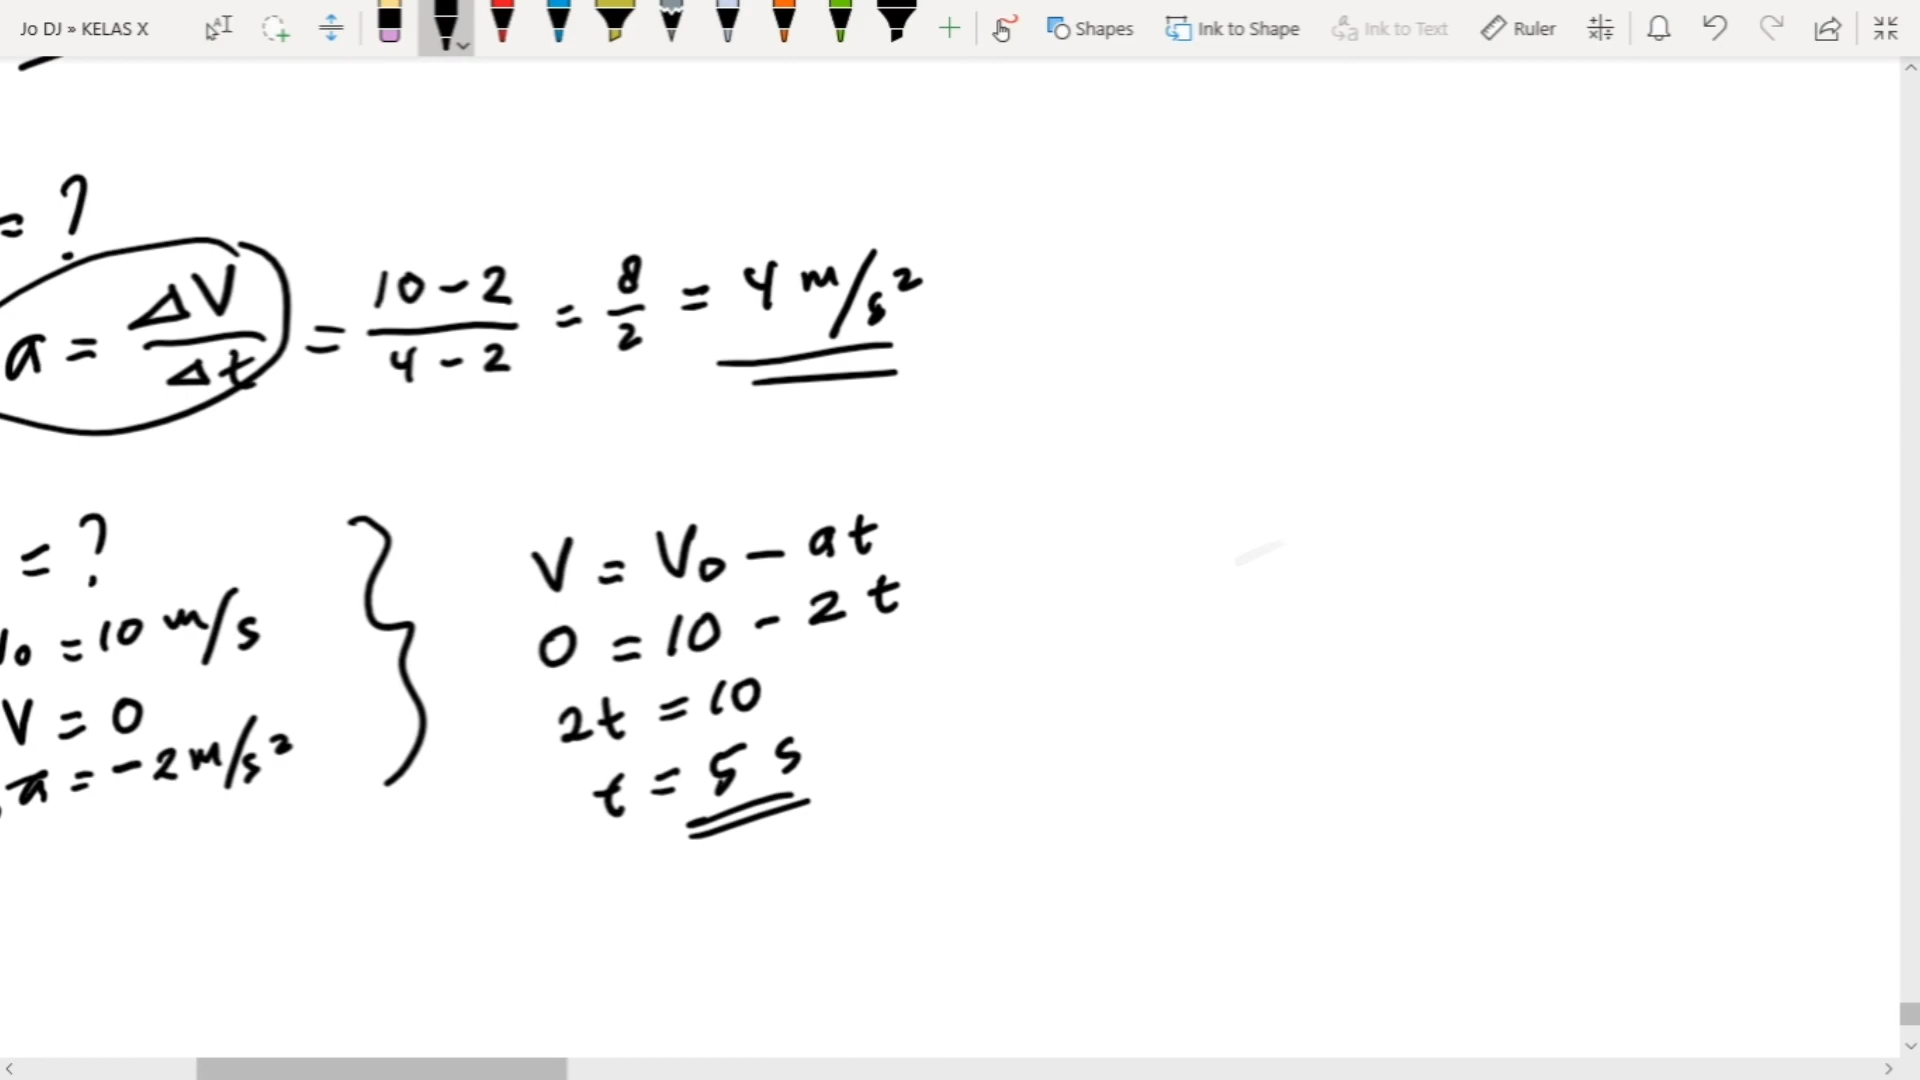 Jo DJ » KELAS X
Shapes
Ink to Shape
Ink to Text
Ruler
= ?
a = ΔV/Δt = (10 - 2)/(4 - 2) = 8/2 = 4 m/s²
= ?
V = V₀ - at
V₀ = 10 m/s
0 = 10 - 2t
V = 0
2t = 10
a = -2 m/s²
t = 5 s